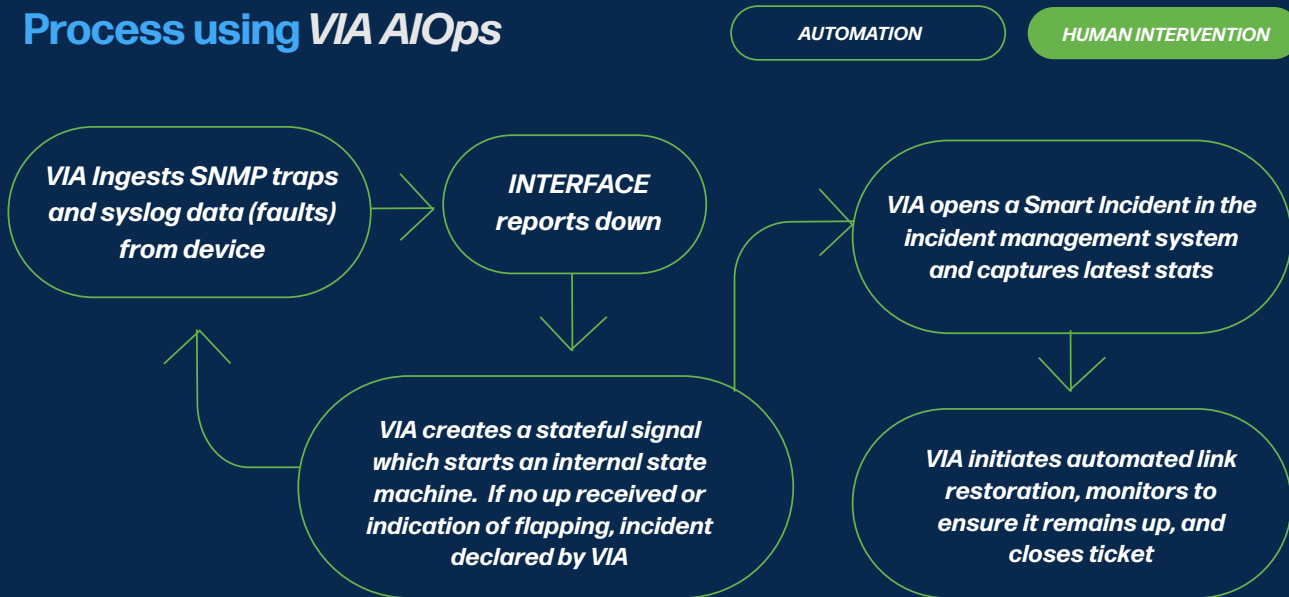 Process using VIA AIOps
AUTOMATION
HUMAN INTERVENTION
VIA Ingests SNMP traps
and syslog data (faults)
from device
INTERFACE
reports down
VIA creates a stateful signal
which starts an internal state
machine.  If no up received or
indication of flapping, incident
declared by VIA
VIA opens a Smart Incident in the
incident management system
and captures latest stats
VIA initiates automated link
restoration, monitors to
ensure it remains up, and
closes ticket